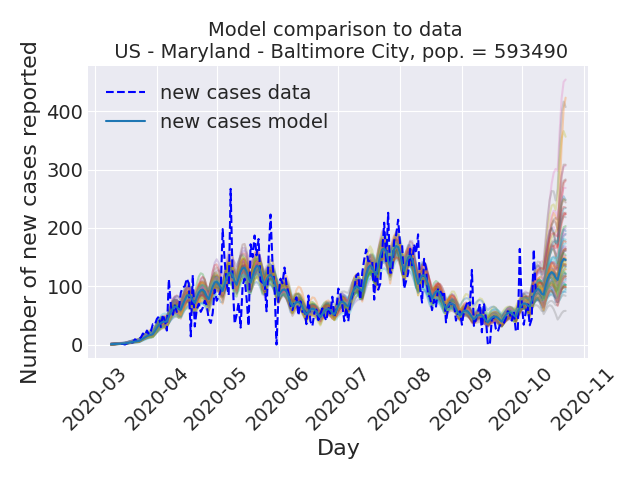 Model comparison to data
US - Maryland - Baltimore City, pop. = 593490
Number of new cases reported
new cases data
new cases model
400
300
200
100
0
2020-03
2020-04
2020-05
2020-06
2020-07
2020-08
2020-09
2020-10
2020-11
Day